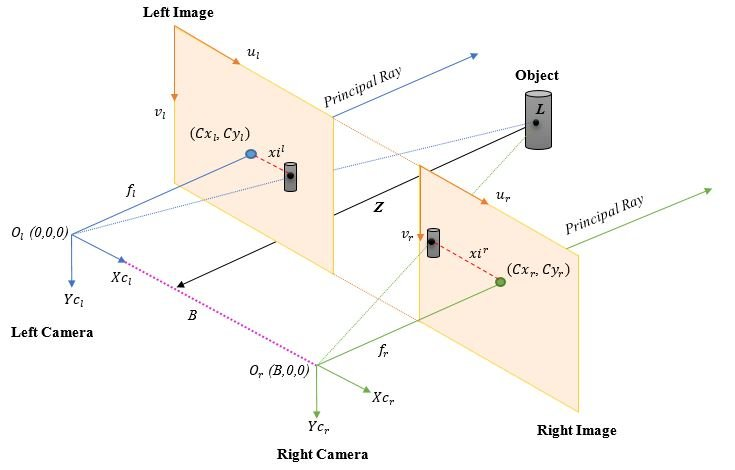 Left Image
u_l
Principal Ray
Object
v_l
L
(Cx_l, Cy_l)
xi^l
f_l
u_r
Z
Principal Ray
v_r
O_l (0,0,0)
xi^r
(Cx_r, Cy_r)
Xc_l
Yc_l
B
Left Camera
f_r
O_r (B,0,0)
Xc_r
Yc_r
Right Image
Right Camera